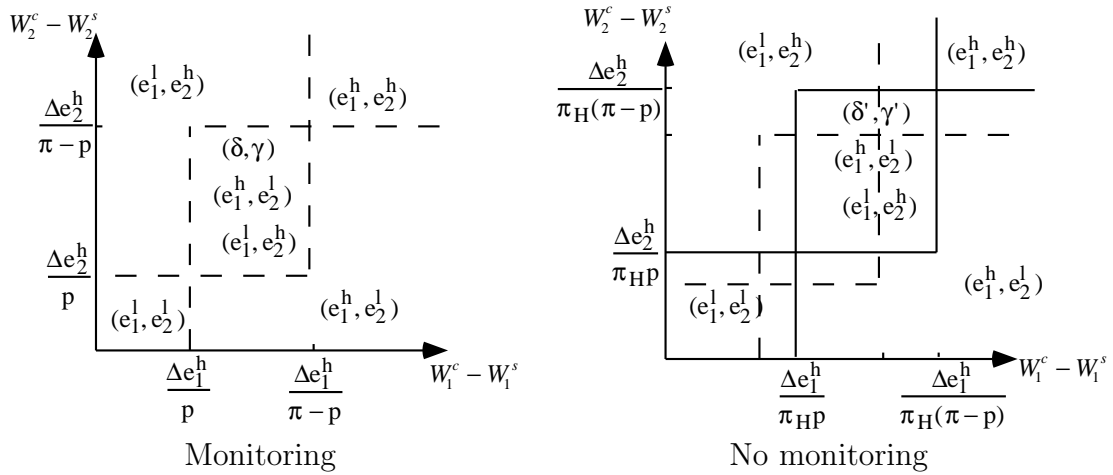 W_2^c − W_2^s
(e_1^l, e_2^h)
(e_1^h, e_2^h)
Δe_2^h
π − p
(δ, γ)
(e_1^h, e_2^l)
(e_1^l, e_2^h)
Δe_2^h
p
(e_1^l, e_2^l)
(e_1^h, e_2^l)
W_1^c − W_1^s
Δe_1^h
p
Δe_1^h
π − p
Monitoring
W_2^c − W_2^s
(e_1^l, e_2^h)
(e_1^h, e_2^h)
Δe_2^h
π_H(π − p)
(δ', γ')
(e_1^h, e_2^l)
(e_1^l, e_2^h)
Δe_2^h
π_H p
(e_1^l, e_2^l)
(e_1^h, e_2^l)
W_1^c − W_1^s
Δe_1^h
π_H p
Δe_1^h
π_H(π − p)
No monitoring